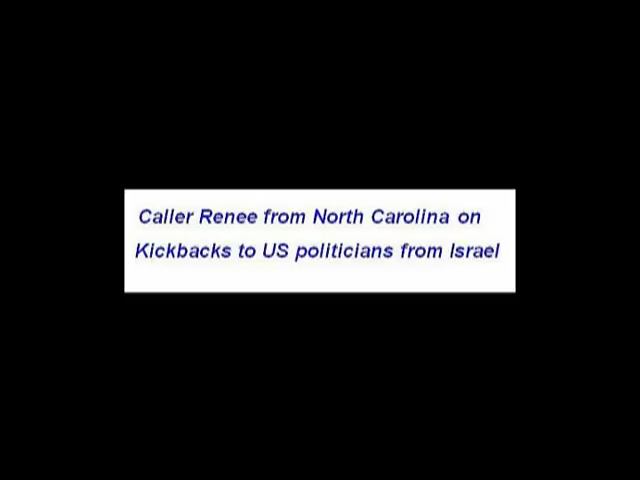 Caller Renee from North Carolina on
Kickbacks to US politicians from Israel